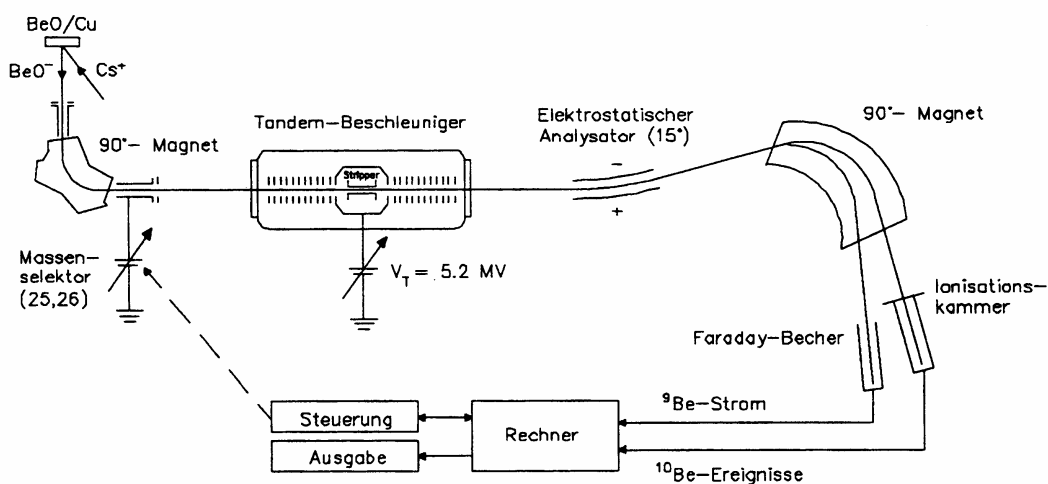 BeO/Cu
BeO⁻
Cs⁺
90°- Magnet
Tandem-Beschleuniger
Stripper
Elektrostatischer
Analysator (15°)
-
+
90°- Magnet
Massen-
selektor
(25,26)
V_T = 5.2 MV
Ionisations-
kammer
Faraday-Becher
⁹Be-Strom
Steuerung
Rechner
Ausgabe
¹⁰Be-Ereignisse